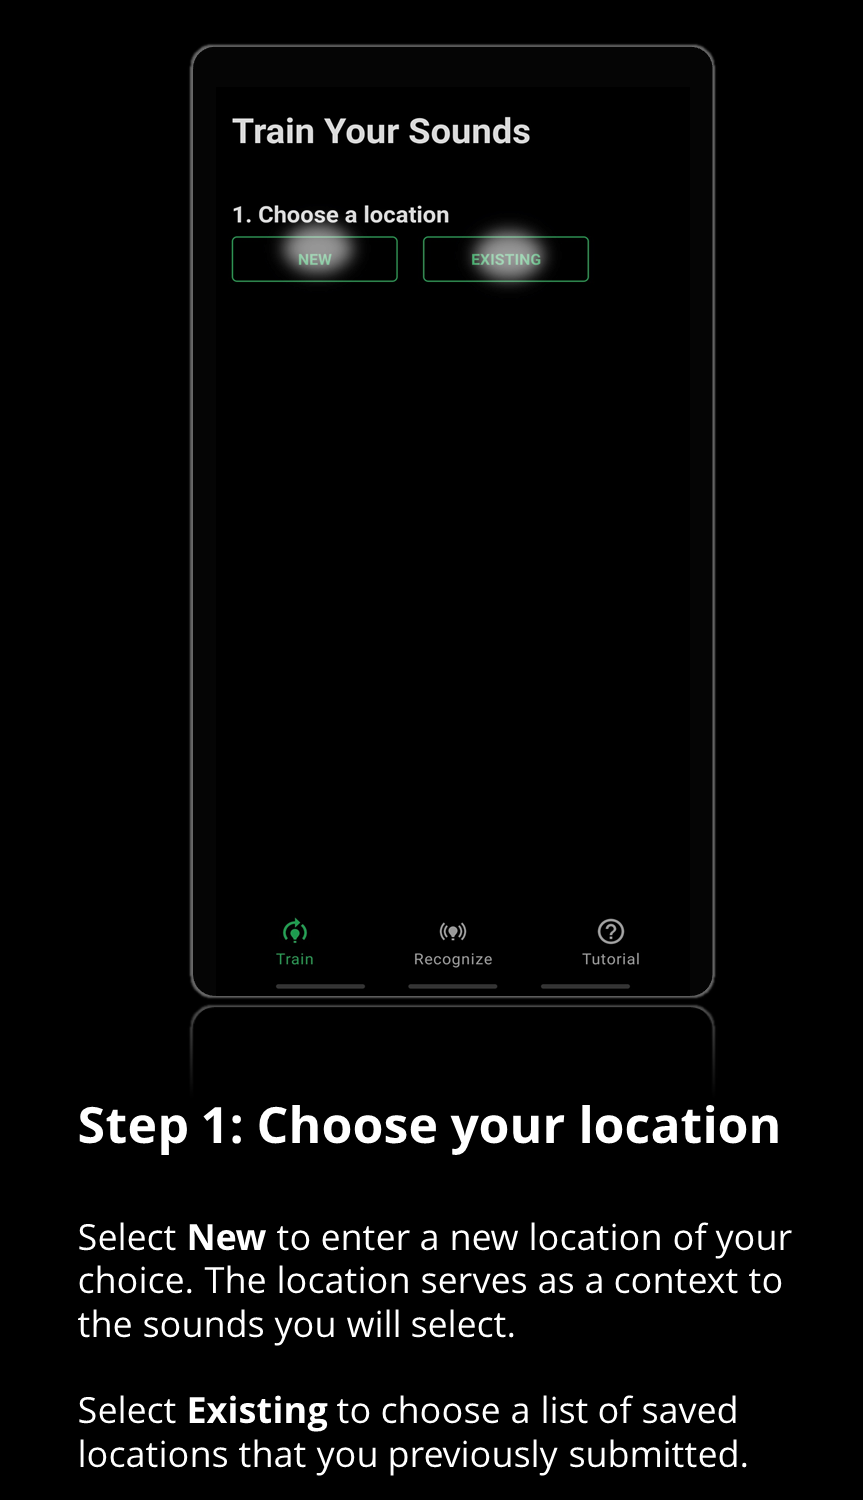 Train Your Sounds
1. Choose a location
NEW EXISTING
Train Recognize Tutorial
Step 1: Choose your location
Select New to enter a new location of your
choice. The location serves as a context to
the sounds you will select.
Select Existing to choose a list of saved
locations that you previously submitted.